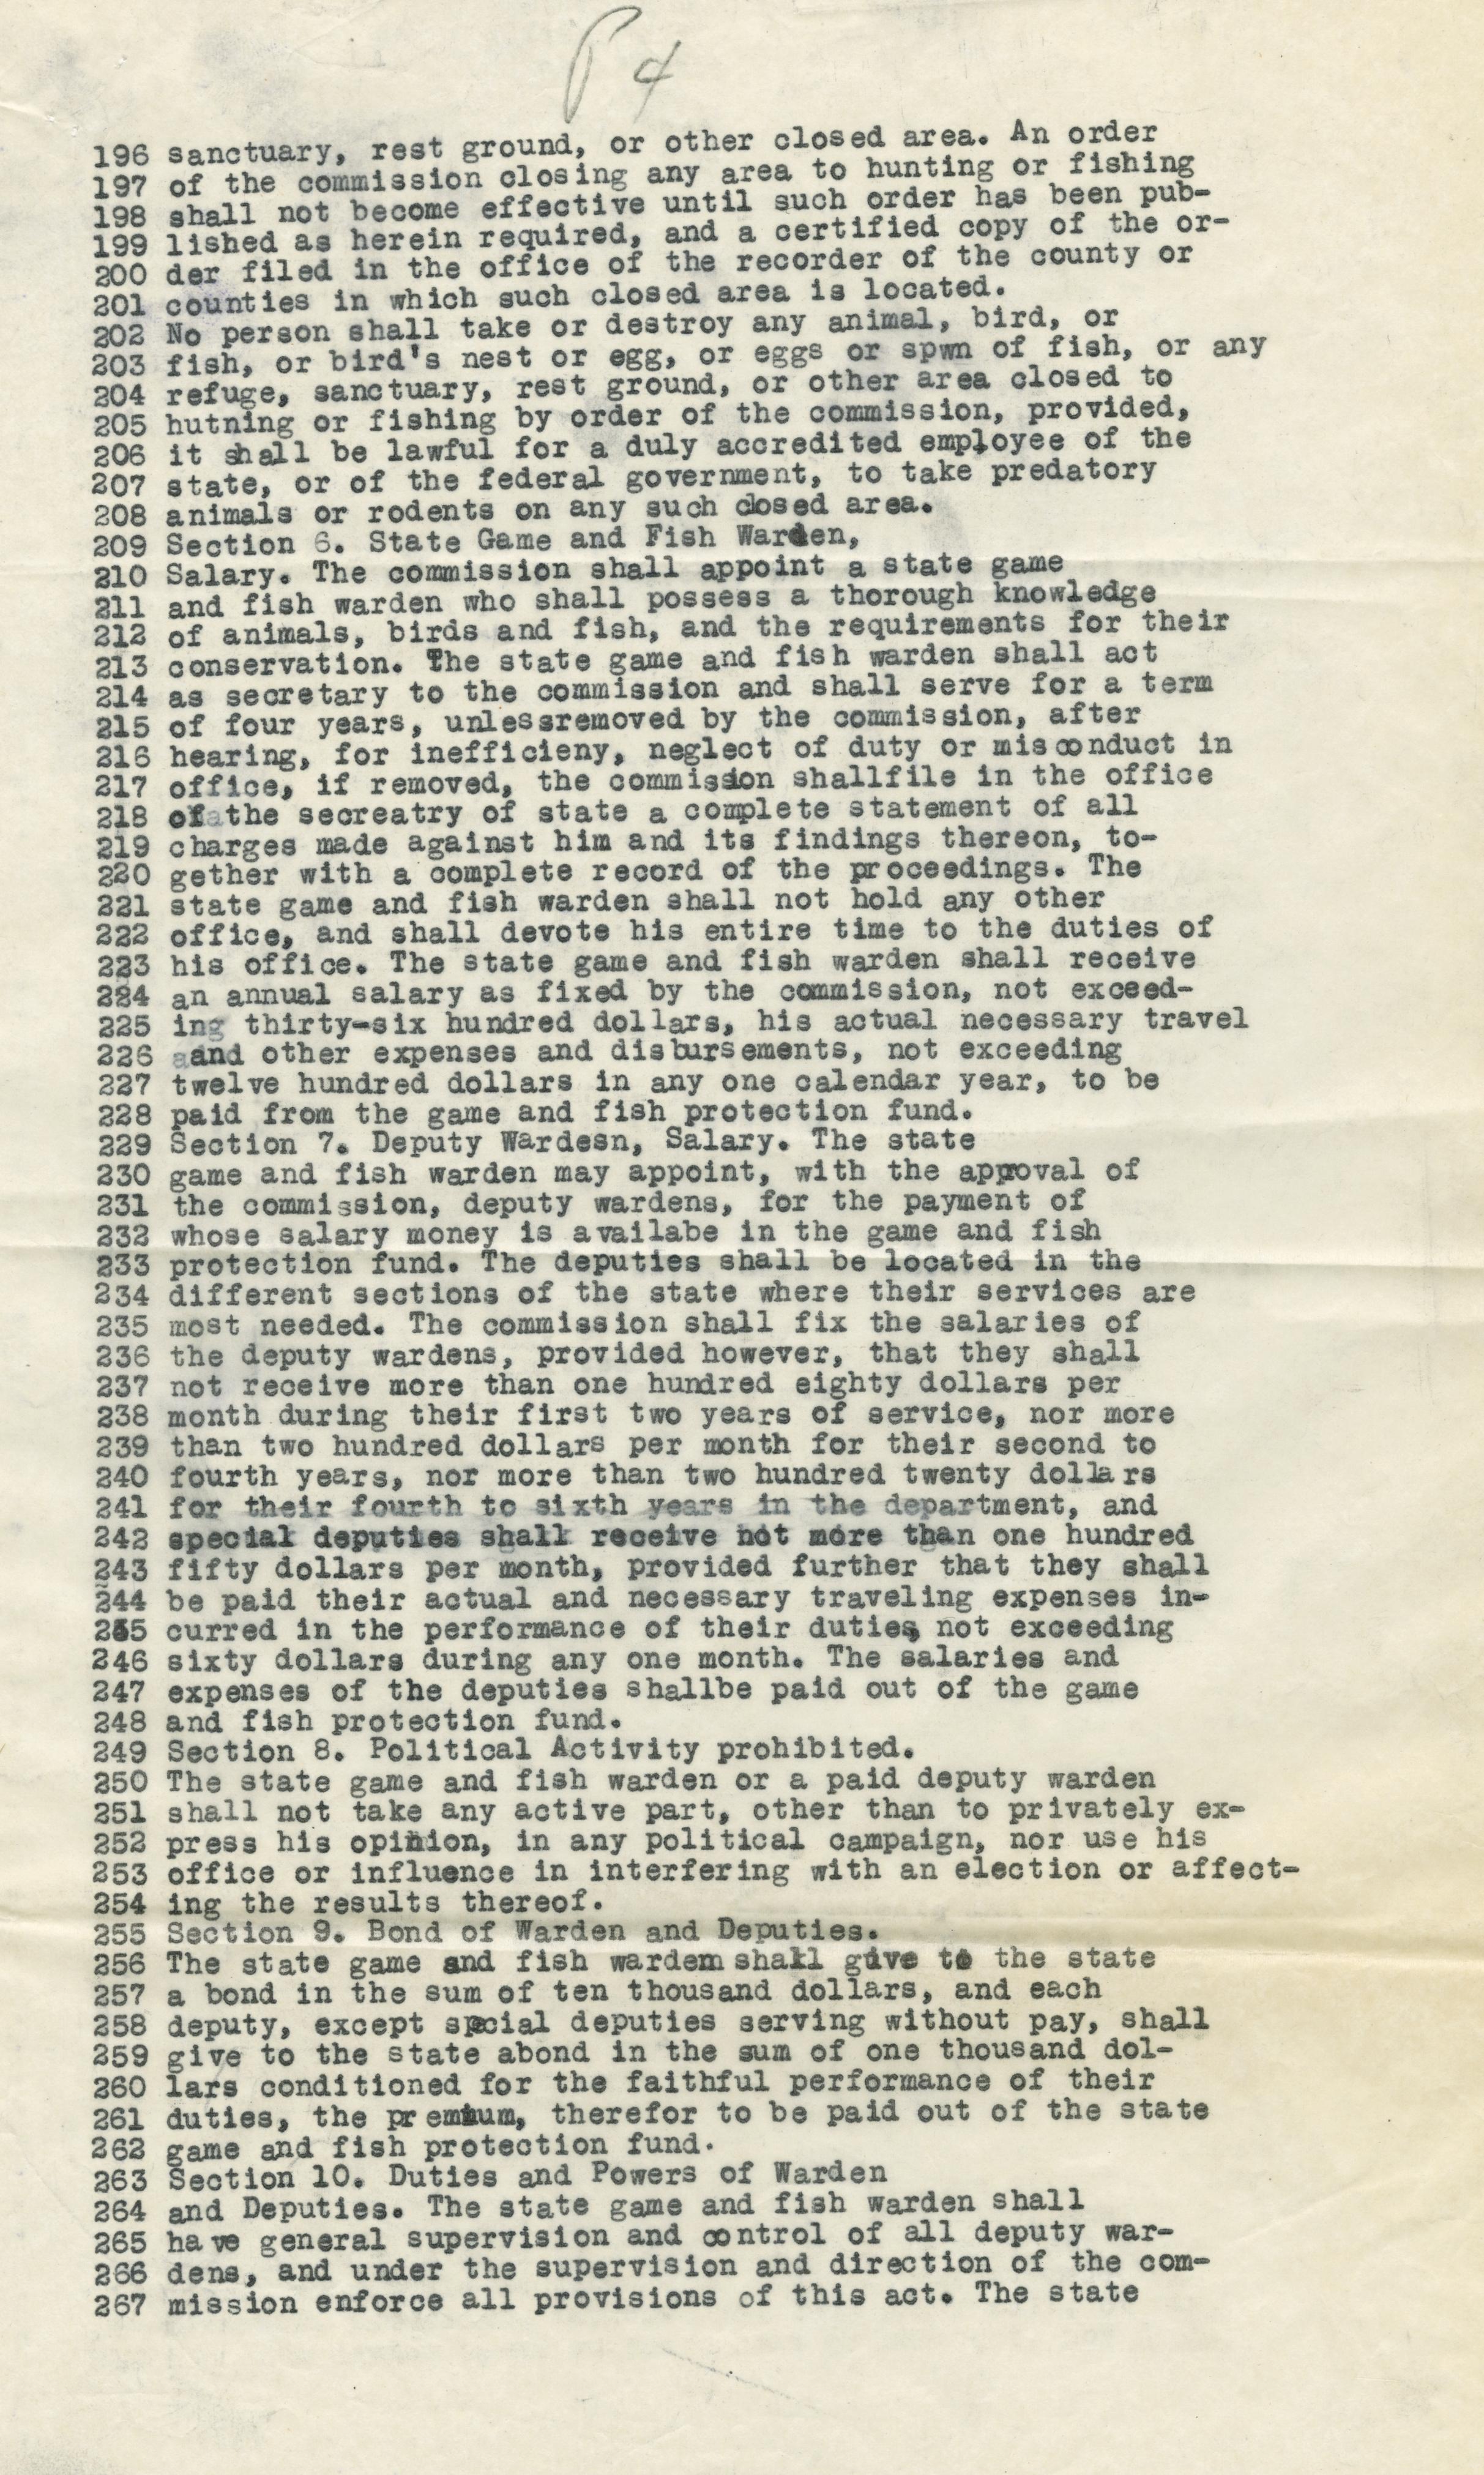 P 4
196 sanctuary, rest ground, or other closed area. An order
197 of the commission closing any area to hunting or fishing
198 shall not become effective until such order has been pub-
199 lished as herein required, and a certified copy of the or-
200 der filed in the office of the recorder of the county or
201 counties in which such closed area is located.
202 No person shall take or destroy any animal, bird, or
203 fish, or bird's nest or egg, or eggs or spwn of fish, or any
204 refuge, sanctuary, rest ground, or other area closed to
205 hutning or fishing by order of the commission, provided,
206 it shall be lawful for a duly accredited employee of the
207 state, or of the federal government, to take predatory
208 animals or rodents on any such closed area.
209 Section 6. State Game and Fish Warden,
210 Salary. The commission shall appoint a state game
211 and fish warden who shall possess a thorough knowledge
212 of animals, birds and fish, and the requirements for their
213 conservation. The state game and fish warden shall act
214 as secretary to the commission and shall serve for a term
215 of four years, unlessremoved by the commission, after
216 hearing, for inefficieny, neglect of duty or misconduct in
217 office, if removed, the commission shallfile in the office
218 of the secreatry of state a complete statement of all
219 charges made against him and its findings thereon, to-
220 gether with a complete record of the proceedings. The
221 state game and fish warden shall not hold any other
222 office, and shall devote his entire time to the duties of
223 his office. The state game and fish warden shall receive
224 an annual salary as fixed by the commission, not exceed-
225 ing thirty-six hundred dollars, his actual necessary travel
226 aand other expenses and disbursements, not exceeding
227 twelve hundred dollars in any one calendar year, to be
228 paid from the game and fish protection fund.
229 Section 7. Deputy Wardesn, Salary. The state
230 game and fish warden may appoint, with the approval of
231 the commission, deputy wardens, for the payment of
232 whose salary money is availabe in the game and fish
233 protection fund. The deputies shall be located in the
234 different sections of the state where their services are
235 most needed. The commission shall fix the salaries of
236 the deputy wardens, provided however, that they shall
237 not receive more than one hundred eighty dollars per
238 month during their first two years of service, nor more
239 than two hundred dollars per month for their second to
240 fourth years, nor more than two hundred twenty dollars
241 for their fourth to sixth years in the department, and
242 special deputies shall receive not more than one hundred
243 fifty dollars per month, provided further that they shall
244 be paid their actual and necessary traveling expenses in-
245 curred in the performance of their duties, not exceeding
246 sixty dollars during any one month. The salaries and
247 expenses of the deputies shallbe paid out of the game
248 and fish protection fund.
249 Section 8. Political Activity prohibited.
250 The state game and fish warden or a paid deputy warden
251 shall not take any active part, other than to privately ex-
252 press his opinion, in any political campaign, nor use his
253 office or influence in interfering with an election or affect-
254 ing the results thereof.
255 Section 9. Bond of Warden and Deputies.
256 The state game and fish wardem shall give to the state
257 a bond in the sum of ten thousand dollars, and each
258 deputy, except special deputies serving without pay, shall
259 give to the state abond in the sum of one thousand dol-
260 lars conditioned for the faithful performance of their
261 duties, the premium, therefor to be paid out of the state
262 game and fish protection fund.
263 Section 10. Duties and Powers of Warden
264 and Deputies. The state game and fish warden shall
265 have general supervision and control of all deputy war-
266 dens, and under the supervision and direction of the com-
267 mission enforce all provisions of this act. The state